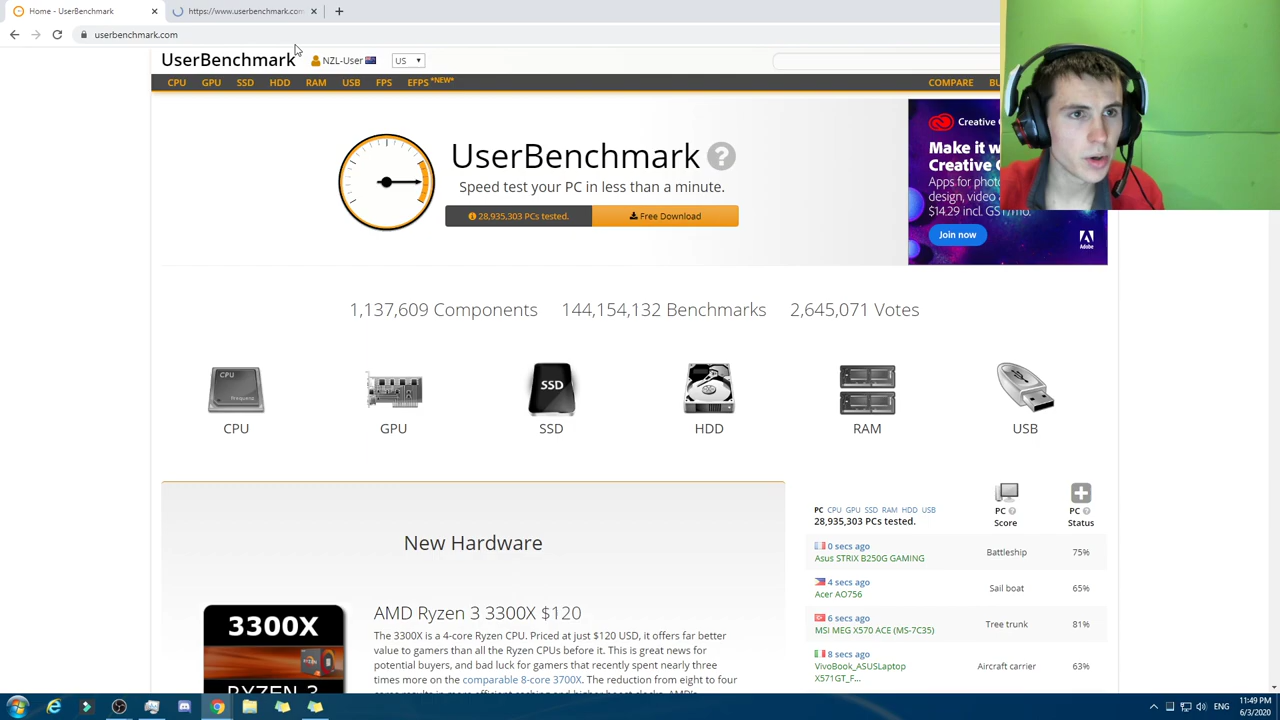 Home - UserBenchmark
https://www.userbenchmark.com
userbenchmark.com
UserBenchmark
NZL-User
US
CPU GPU SSD HDD RAM USB FPS EFPS *NEW*
COMPARE
UserBenchmark
Speed test your PC in less than a minute.
28,935,303 PCs tested.
Free Download
Creative
Make it w
Creative C
Apps for photo
design, video
$14.29 incl. GST/mo.
Join now
Adobe
1,137,609 Components 144,154,132 Benchmarks 2,645,071 Votes
CPU
frequenc
SSD
CPU GPU SSD HDD RAM USB
New Hardware
AMD Ryzen 3 3300X $120
The 3300X is a 4-core Ryzen CPU. Priced at just $120 USD, it offers far better
value to gamers than all the Ryzen CPUs before it. This is great news for
potential buyers, and bad luck for gamers that recently spent nearly three
times more on the comparable 8-core 3700X. The reduction from eight to four
3300X
RYZEN
RYZEN 3
PC CPU GPU SSD RAM HDD USB
28,935,303 PCs tested.
PC
Score
PC
Status
0 secs ago
Asus STRIX B250G GAMING
Battleship
75%
4 secs ago
Acer AO756
Sail boat
65%
6 secs ago
MSI MEG X570 ACE (MS-7C35)
Tree trunk
81%
8 secs ago
VivoBook_ASUSLaptop
X571GT_F...
Aircraft carrier
63%
ENG
11:49 PM
6/3/2020